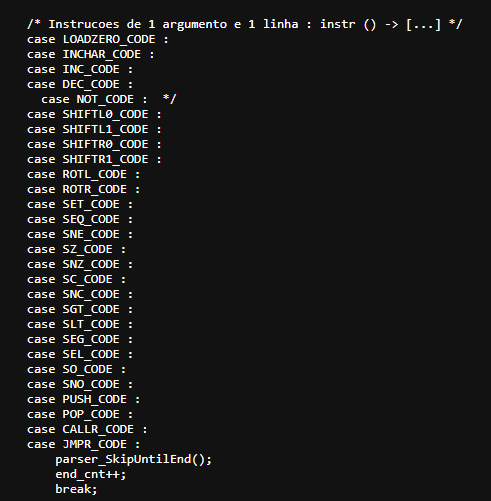 /* Instrucoes de 1 argumento e 1 linha : instr () -> [...] */
case LOADZERO_CODE :
case INCHAR_CODE :
case INC_CODE :
case DEC_CODE :
case NOT_CODE :  */
case SHIFTL0_CODE :
case SHIFTL1_CODE :
case SHIFTR0_CODE :
case SHIFTR1_CODE :
case ROTL_CODE :
case ROTR_CODE :
case SET_CODE :
case SEQ_CODE :
case SNE_CODE :
case SZ_CODE :
case SNZ_CODE :
case SC_CODE :
case SNC_CODE :
case SGT_CODE :
case SLT_CODE :
case SEG_CODE :
case SEL_CODE :
case SO_CODE :
case SNO_CODE :
case PUSH_CODE :
case POP_CODE :
case CALLR_CODE :
case JMPR_CODE :
parser_SkipUntilEnd();
end_cnt++;
break;